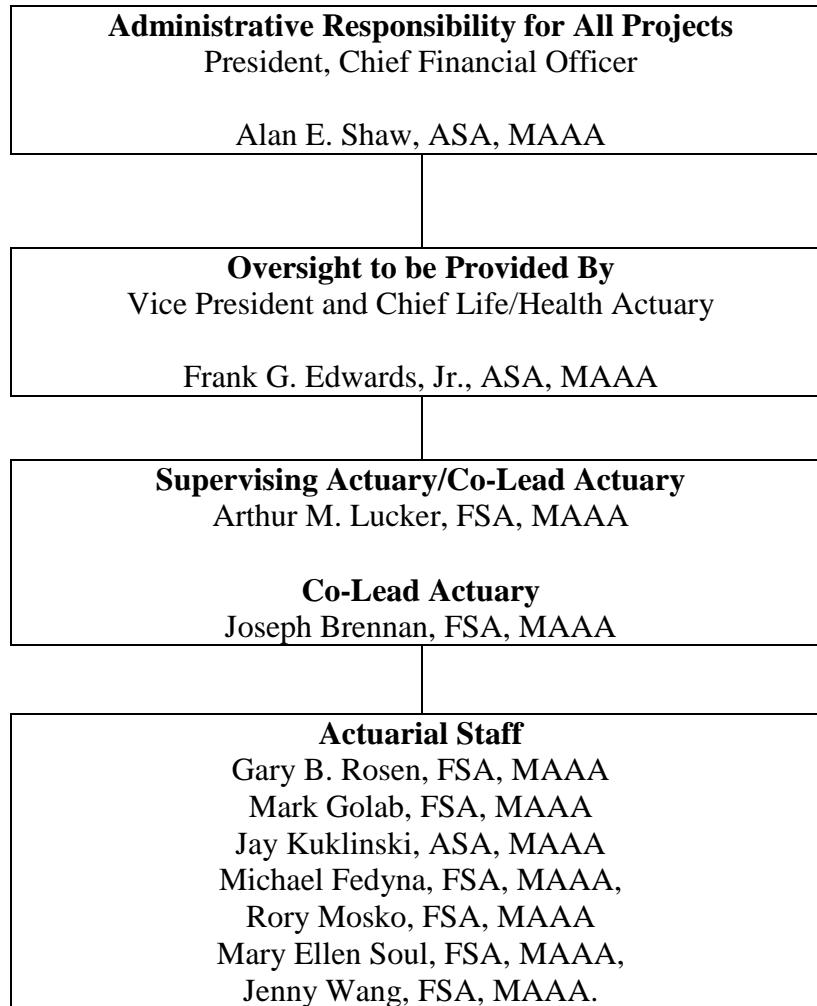 Administrative Responsibility for All Projects
President, Chief Financial Officer
Alan E. Shaw, ASA, MAAA
Oversight to be Provided By
Vice President and Chief Life/Health Actuary
Frank G. Edwards, Jr., ASA, MAAA
Supervising Actuary/Co-Lead Actuary
Arthur M. Lucker, FSA, MAAA
Co-Lead Actuary
Joseph Brennan, FSA, MAAA
Actuarial Staff
Gary B. Rosen, FSA, MAAA
Mark Golab, FSA, MAAA
Jay Kuklinski, ASA, MAAA
Michael Fedyna, FSA, MAAA,
Rory Mosko, FSA, MAAA
Mary Ellen Soul, FSA, MAAA,
Jenny Wang, FSA, MAAA.